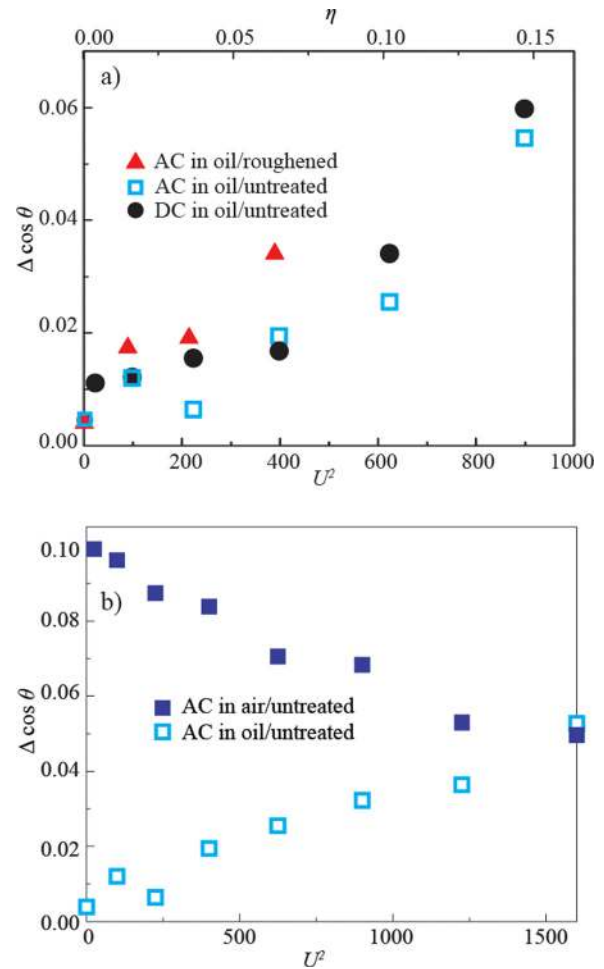 η
0.00 0.05 0.10 0.15
a)
0.06
AC in oil/roughened
AC in oil/untreated
DC in oil/untreated
0.04
Δ cos θ
0.02
0.00
0 200 400 600 800 1000
U²
0.10
b)
0.08
Δ cos θ
0.06
AC in air/untreated
AC in oil/untreated
0.04
0.02
0.00
0 500 1000 1500
U²